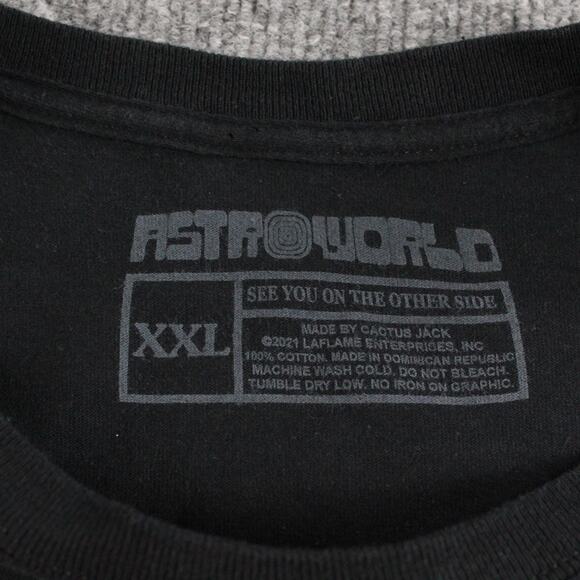 ASTROWORLD
XXL
SEE YOU ON THE OTHER SIDE
MADE BY CACTUS JACK
©2021 LAFLAME ENTERPRISES, INC
100% COTTON. MADE IN DOMINICAN REPUBLIC
MACHINE WASH COLD. DO NOT BLEACH.
TUMBLE DRY LOW. NO IRON ON GRAPHIC.